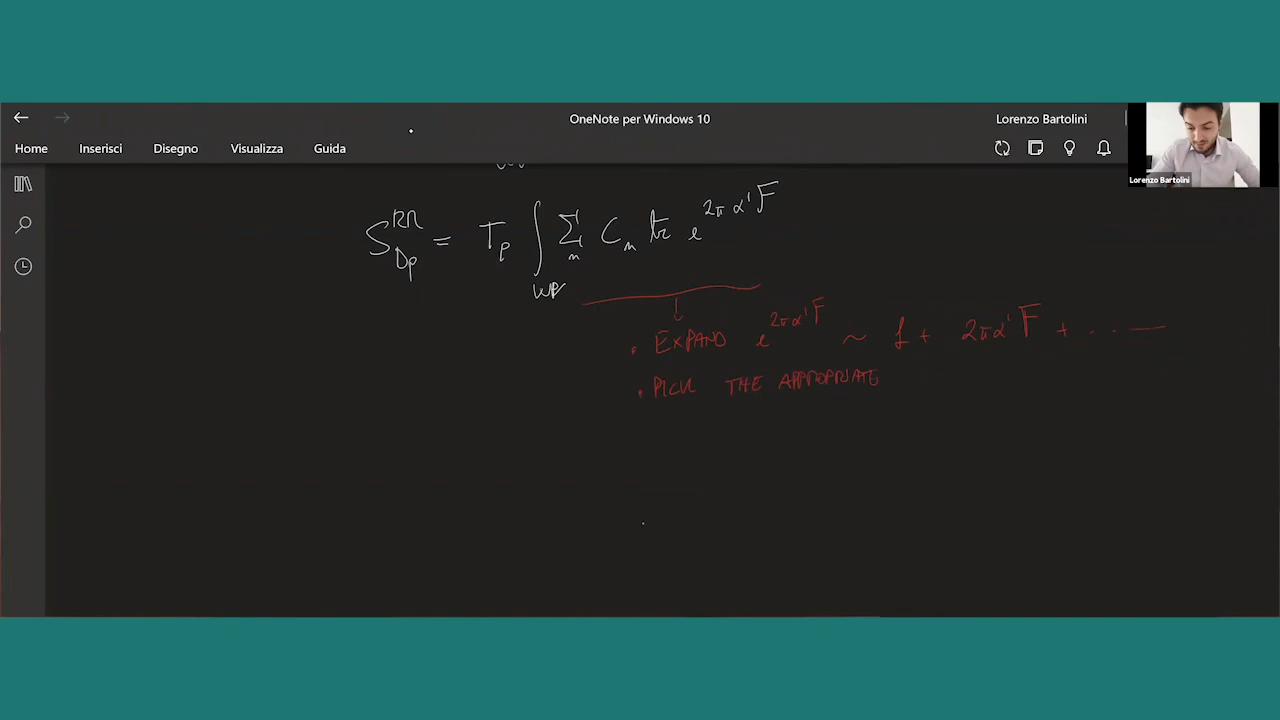 OneNote per Windows 10
Lorenzo Bartolini
Home Inserisci Disegno Visualizza Guida
Lorenzo Bartolini
S_{Dp}^{RR} = T_p ∫_{WV} Σ_n C_n tr e^{2πα'F}
• EXPAND e^{2πα'F} ~ 1 + 2πα'F + .. —
• PICK THE APPROPRIATE